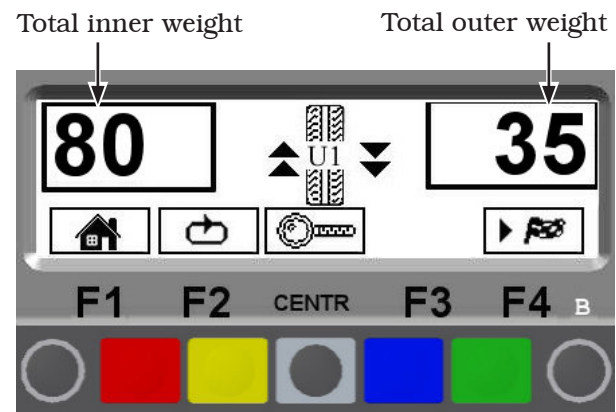 Total inner weight Total outer weight
80 U1 35
F1 F2 CENTR F3 F4 B